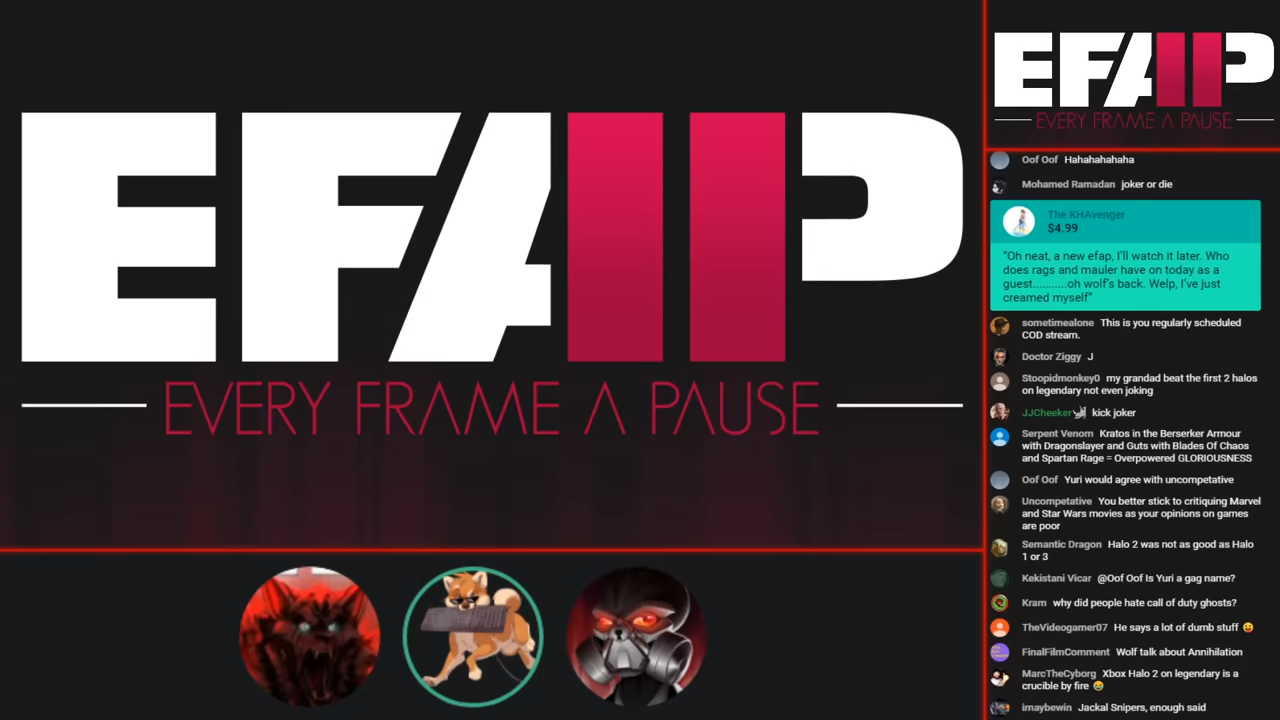 EFAP
EVERY FRAME A PAUSE
EFAP
EVERY FRAME A PAUSE
Oof Oof Hahahahahaha
Mohamed Ramadan joker or die
The KHAvenger
$4.99
"Oh neat, a new efap, I'll watch it later. Who
does rags and mauler have on today as a
guest...........oh wolf's back. Welp, I've just
creamed myself"
sometimealone This is you regularly scheduled
COD stream.
Doctor Ziggy J
Stoopidmonkey0 my grandad beat the first 2 halos
on legendary not even joking
JJCheeker kick joker
Serpent Venom Kratos in the Berserker Armour
with Dragonslayer and Guts with Blades Of Chaos
and Spartan Rage = Overpowered GLORIOUSNESS
Oof Oof Yuri would agree with uncompetative
Uncompetative You better stick to critiquing Marvel
and Star Wars movies as your opinions on games
are poor
Semantic Dragon Halo 2 was not as good as Halo
1 or 3
Kekistani Vicar @Oof Oof Is Yuri a gag name?
Kram why did people hate call of duty ghosts?
TheVideogamer07 He says a lot of dumb stuff 😛
FinalFilmComment Wolf talk about Annihilation
MarcTheCyborg Xbox Halo 2 on legendary is a
crucible by fire 😂
imaybewin Jackal Snipers, enough said